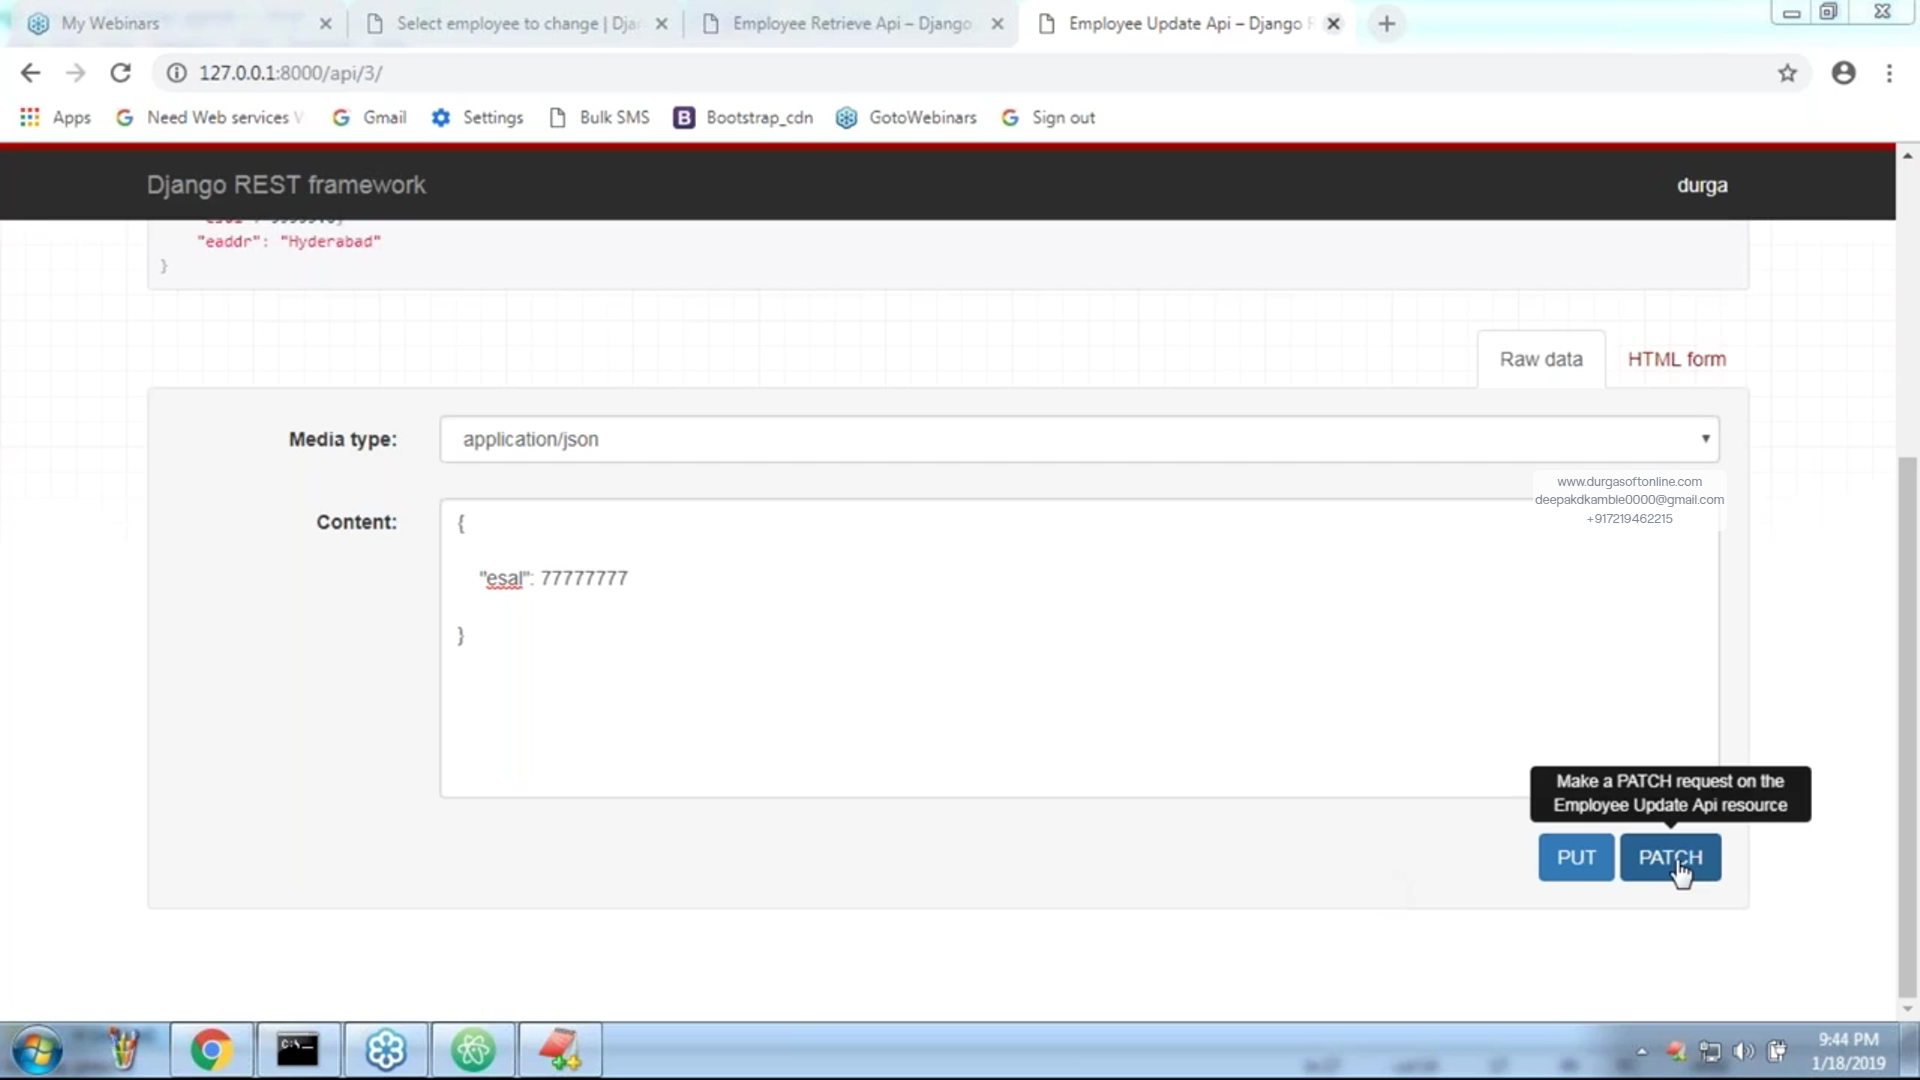 My Webinars
Select employee to change | Djan
Employee Retrieve Api – Django
Employee Update Api – Django R
127.0.0.1:8000/api/3/
Apps
Need Web services
Gmail
Settings
Bulk SMS
B
Bootstrap_cdn
GotoWebinars
Sign out
Django REST framework
durga
"eaddr": "Hyderabad"
}
Raw data
HTML form
Media type:
application/json
www.durgasoftonline.com
deepakdkamble0000@gmail.com
+917219462215
Content:
{
"esal": 77777777
}
Make a PATCH request on the
Employee Update Api resource
PUT
PATCH
9:44 PM
1/18/2019